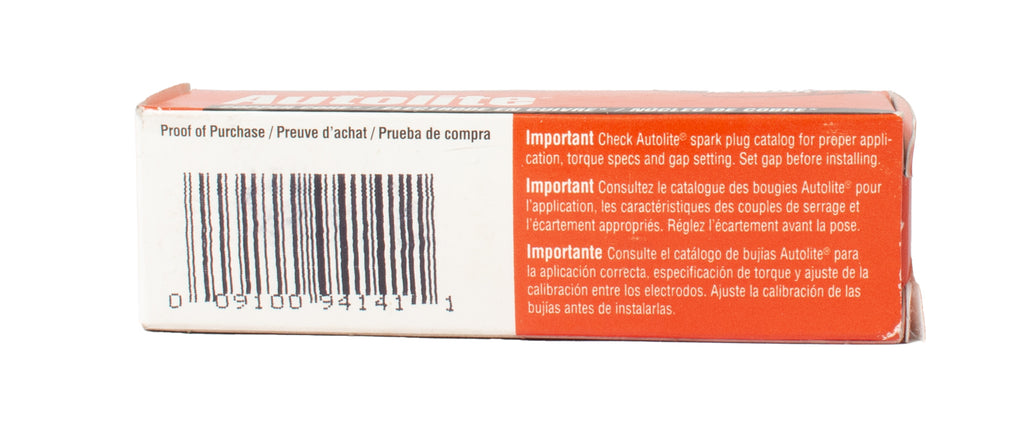 Autolite
NÚCLEO DE COBRE
Proof of Purchase / Preuve d'achat / Prueba de compra
0 09100 94141 1
Important Check Autolite® spark plug catalog for proper appli-
cation, torque specs and gap setting. Set gap before installing.
Important Consultez le catalogue des bougies Autolite® pour
l'application, les caractéristiques des couples de serrage et
l'écartement appropriés. Réglez l'écartement avant la pose.
Importante Consulte el catálogo de bujías Autolite® para
la aplicación correcta, especificación de torque y ajuste de la
calibración entre los electrodos. Ajuste la calibración de las
bujías antes de instalarlas.